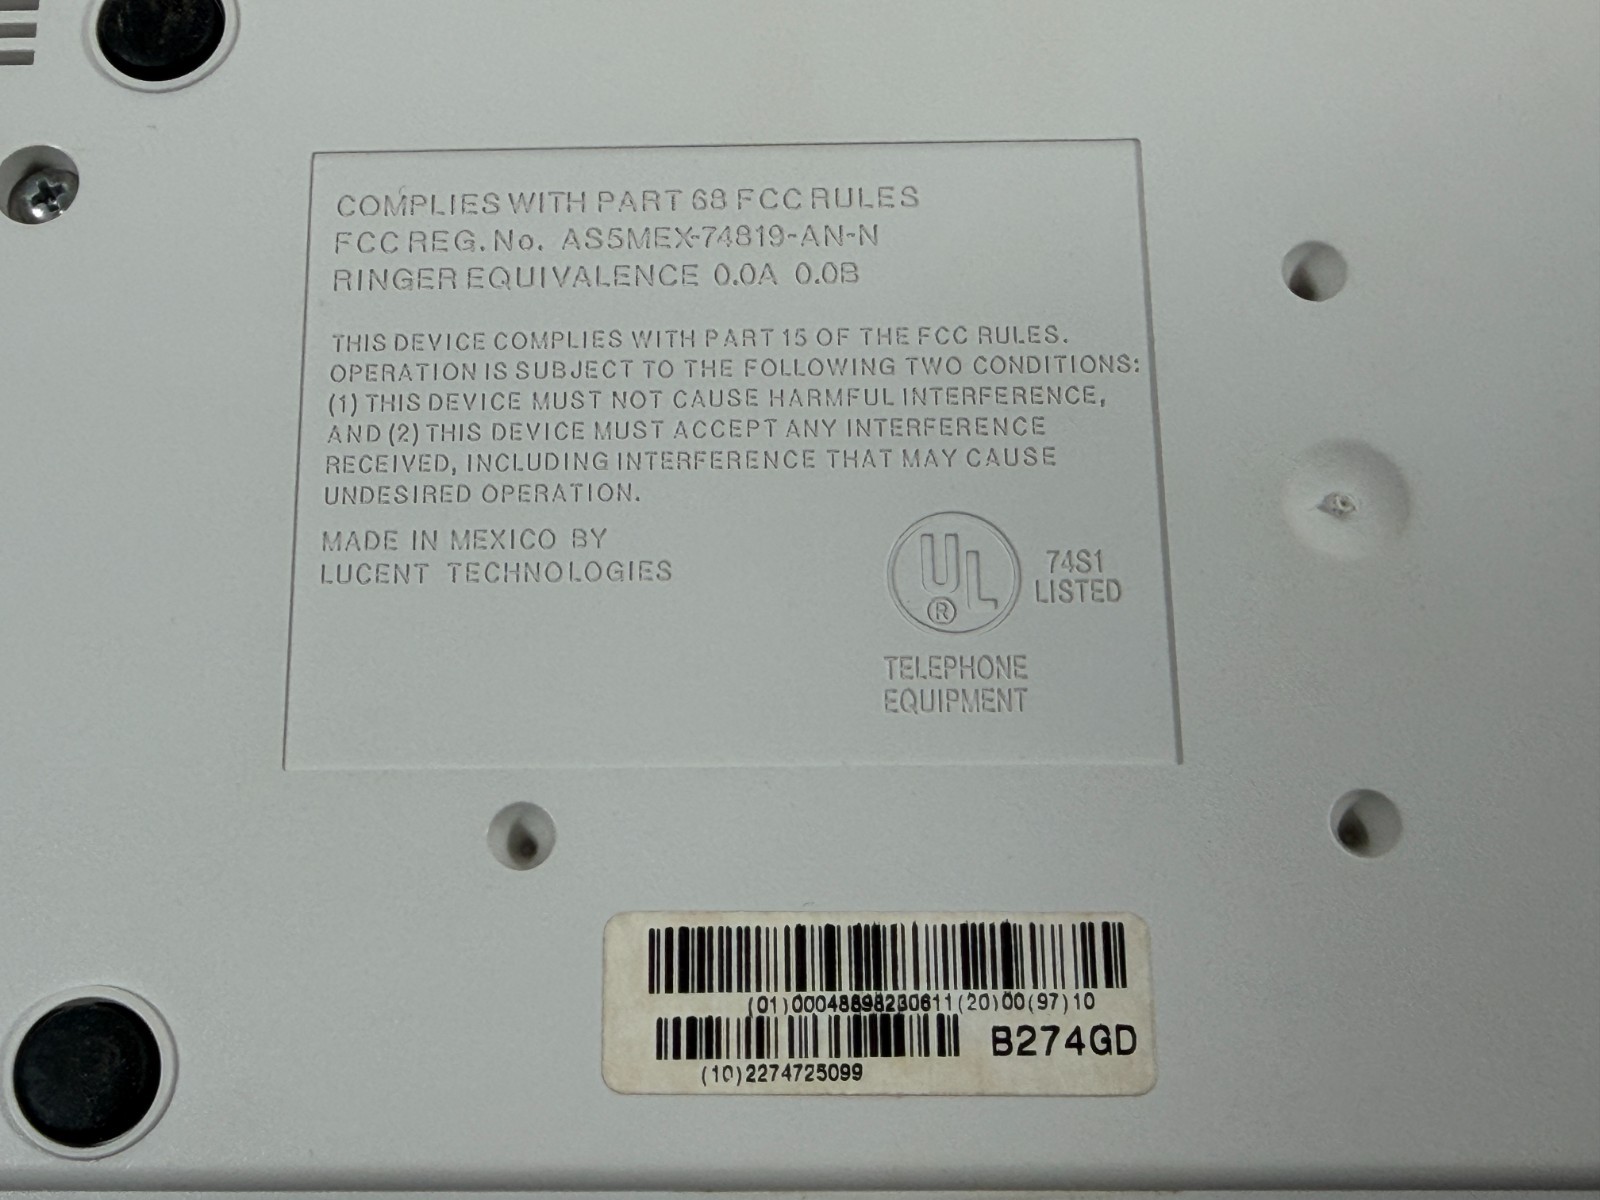 COMPLIES WITH PART 68 FCC RULES
FCC REG. No. AS5MEX-74819-AN-N
RINGER EQUIVALENCE 0.0A 0.0B
THIS DEVICE COMPLIES WITH PART 15 OF THE FCC RULES.
OPERATION IS SUBJECT TO THE FOLLOWING TWO CONDITIONS:
(1) THIS DEVICE MUST NOT CAUSE HARMFUL INTERFERENCE,
AND (2) THIS DEVICE MUST ACCEPT ANY INTERFERENCE
RECEIVED, INCLUDING INTERFERENCE THAT MAY CAUSE
UNDESIRED OPERATION.
MADE IN MEXICO BY
LUCENT TECHNOLOGIES
UL ®
74S1
LISTED
TELEPHONE
EQUIPMENT
(01)00048698230611(20)00(97)10
B274GD
(10)2274725099